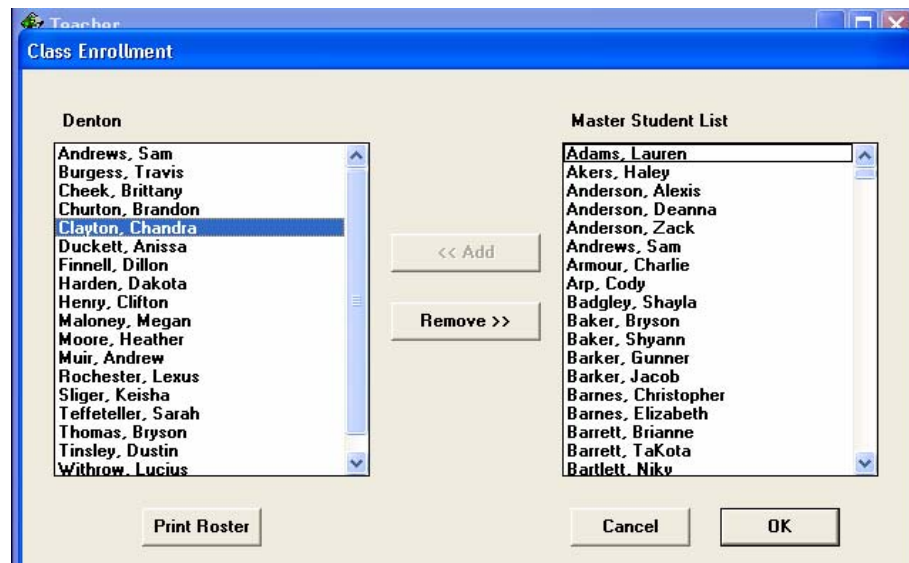 Teacher
Class Enrollment
Denton
Andrews, Sam
Burgess, Travis
Cheek, Brittany
Churton, Brandon
Clayton, Chandra
Duckett, Anissa
Finnell, Dillon
Harden, Dakota
Henry, Clifton
Maloney, Megan
Moore, Heather
Muir, Andrew
Rochester, Lexus
Sliger, Keisha
Teffeteller, Sarah
Thomas, Bryson
Tinsley, Dustin
Withrow, Lucius
<< Add
Remove >>
Master Student List
Adams, Lauren
Akers, Haley
Anderson, Alexis
Anderson, Deanna
Anderson, Zack
Andrews, Sam
Armour, Charlie
Arp, Cody
Badgley, Shayla
Baker, Bryson
Baker, Shyann
Barker, Gunner
Barker, Jacob
Barnes, Christopher
Barnes, Elizabeth
Barrett, Brianne
Barrett, TaKota
Bartlett, Niky
Print Roster
Cancel
OK